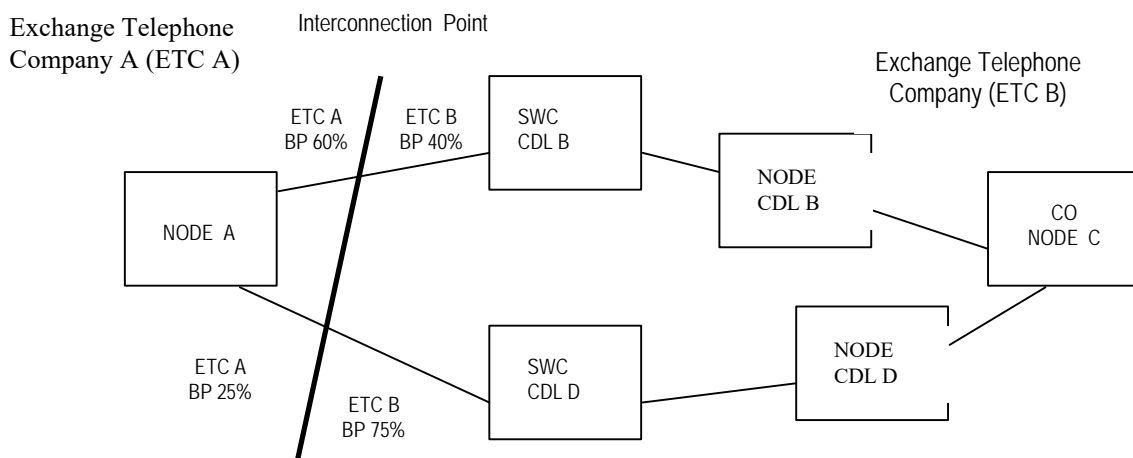 Exchange Telephone
Company A (ETC A)
Interconnection Point
Exchange Telephone
Company (ETC B)
ETC A
BP 60%
ETC B
BP 40%
SWC
CDL B
NODE
CDL B
CO
NODE C
NODE A
ETC A
BP 25%
ETC B
BP 75%
SWC
CDL D
NODE
CDL D